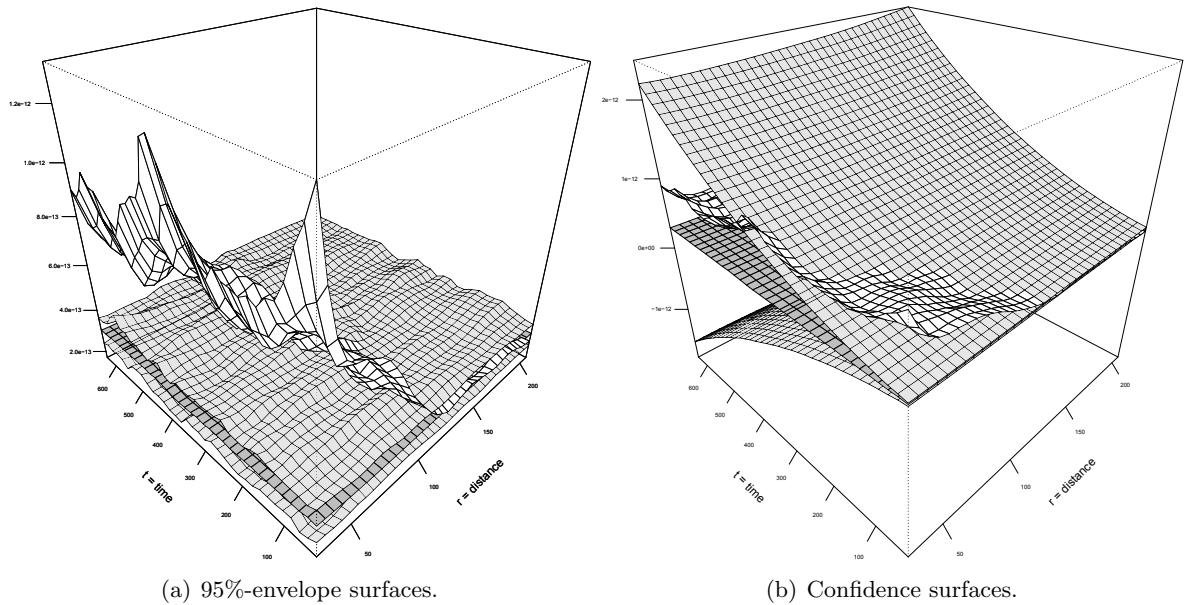 1.2e−12
1.0e−12
8.0e−13
6.0e−13
4.0e−13
2.0e−13
600
500
400
300
200
100
t = time
50
100
150
200
r = distance
(a) 95%-envelope surfaces.
2e−12
1e−12
0e+00
−1e−12
600
500
400
300
200
100
t = time
50
100
150
200
r = distance
(b) Confidence surfaces.